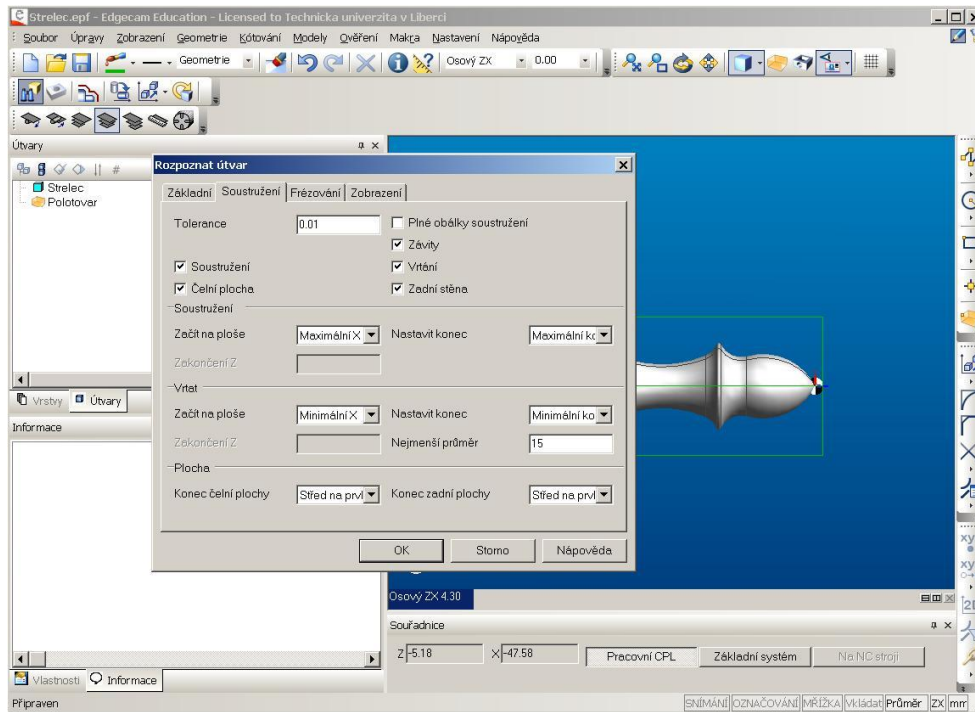 Strelec.epf - Edgecam Education - Licensed to Technicka univerzita v Liberci
Soubor Úpravy Zobrazení Geometrie Kótování Modely Ověření Makra Nastavení Nápověda
Geometrie Osový ZX 0.00
Útvary
Strelec
Polotovar
Vrstvy Útvary
Informace
Vlastnosti Informace
Rozpoznat útvar
Základní Soustružení Frézování Zobrazení
Tolerance 0.01 Plné obálky soustružení
Závity
Soustružení Vrtání
Čelní plocha Zadní stěna
Soustružení
Začít na ploše Maximální X Nastavit konec Maximální kc
Zakončení Z
Vrtat
Začít na ploše Minimální X Nastavit konec Minimální ko
Zakončení Z Nejmenší průměr 15
Plocha
Konec čelní plochy Střed na prvl Konec zadní plochy Střed na prvl
OK Storno Nápověda
Osový ZX 4.30
Souřadnice
Z -5.18 X -47.58 Pracovní CPL Základní systém Na NC stroji
Připraven SNÍMÁNÍ OZNAČOVÁNÍ MŘÍŽKA Vkládat Průměr ZX mm